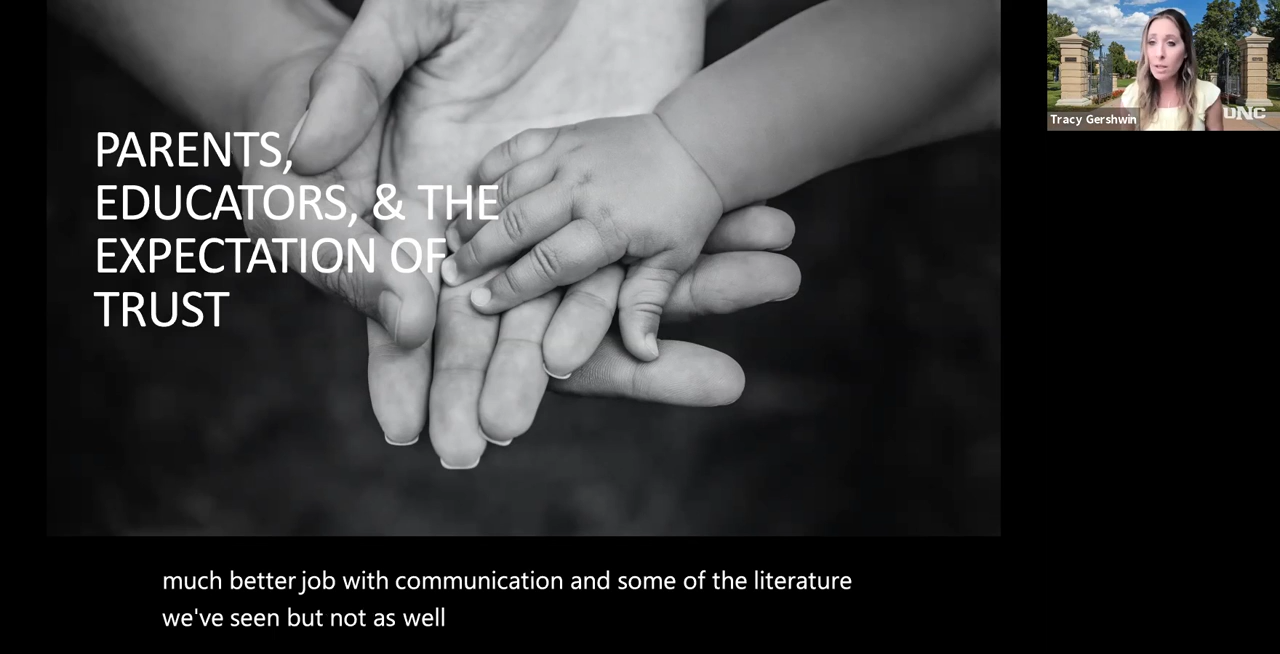 PARENTS,
EDUCATORS, & THE
EXPECTATION OF
TRUST
Tracy Gershwin
UNC
much better job with communication and some of the literature
we've seen but not as well